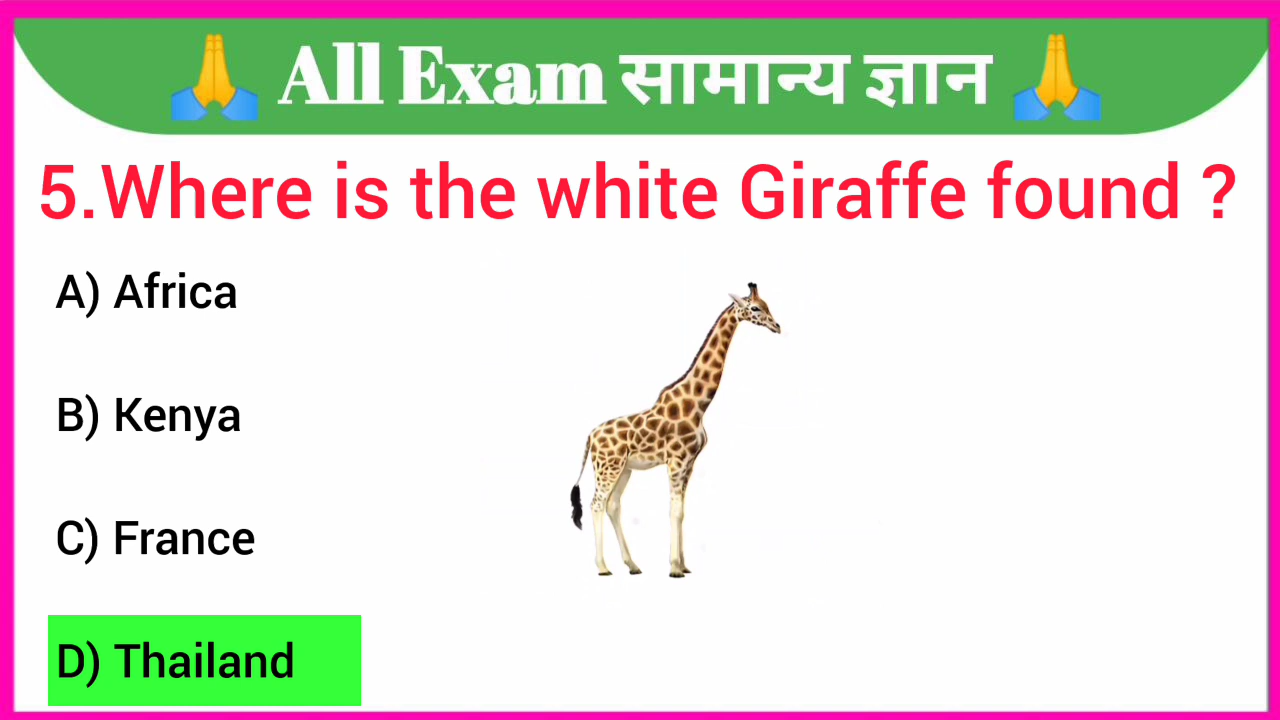 🙏 All Exam सामान्य ज्ञान 🙏
5.Where is the white Giraffe found ?
A) Africa
B) Kenya
C) France
D) Thailand